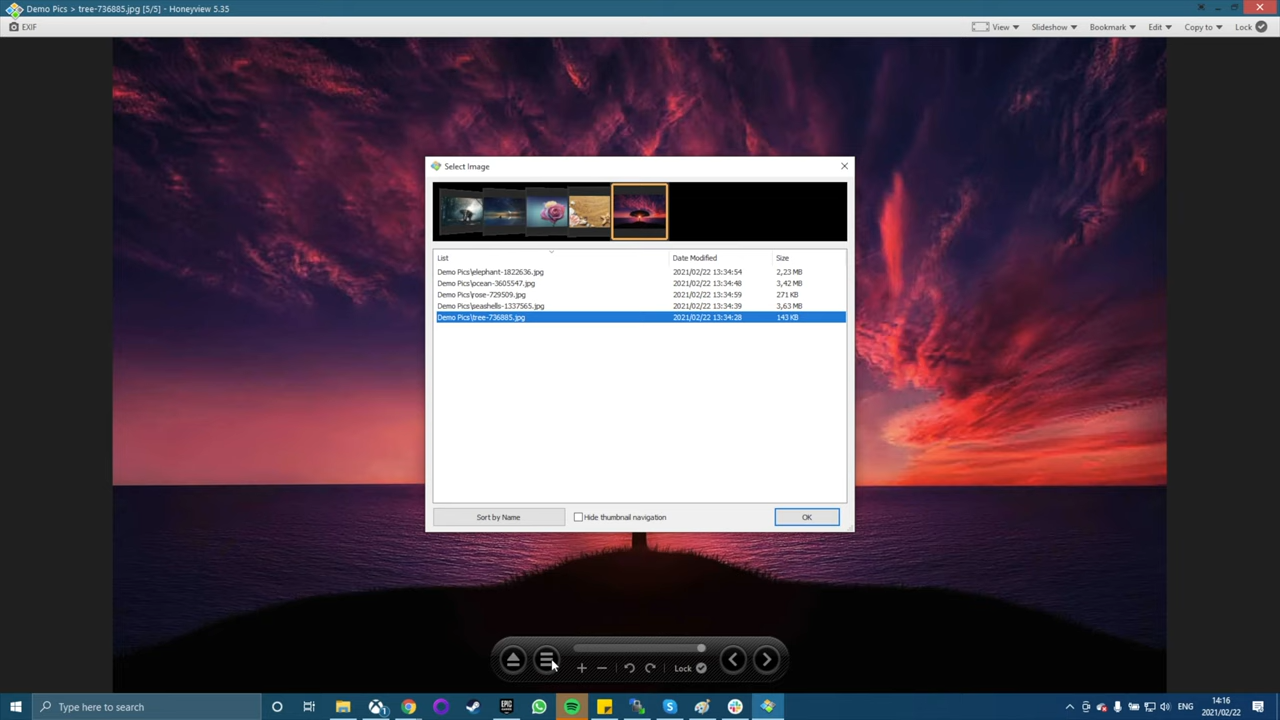 Demo Pics > tree-736885.jpg [5/5] - Honeyview 5.35
EXIF
View
Slideshow
Bookmark
Edit
Copy to
Lock
Select Image
List Date Modified Size
Demo Pics\elephant-1822636.jpg 2021/02/22 13:34:54 2,23 MB
Demo Pics\ocean-3605547.jpg 2021/02/22 13:34:48 3,42 MB
Demo Pics\rose-729509.jpg 2021/02/22 13:34:59 271 KB
Demo Pics\seashells-1337565.jpg 2021/02/22 13:34:39 3,63 MB
Demo Pics\tree-736885.jpg 2021/02/22 13:34:28 143 KB
Sort by Name
Hide thumbnail navigation
OK
Lock
Type here to search
EPIC
ENG
14:16
2021/02/22